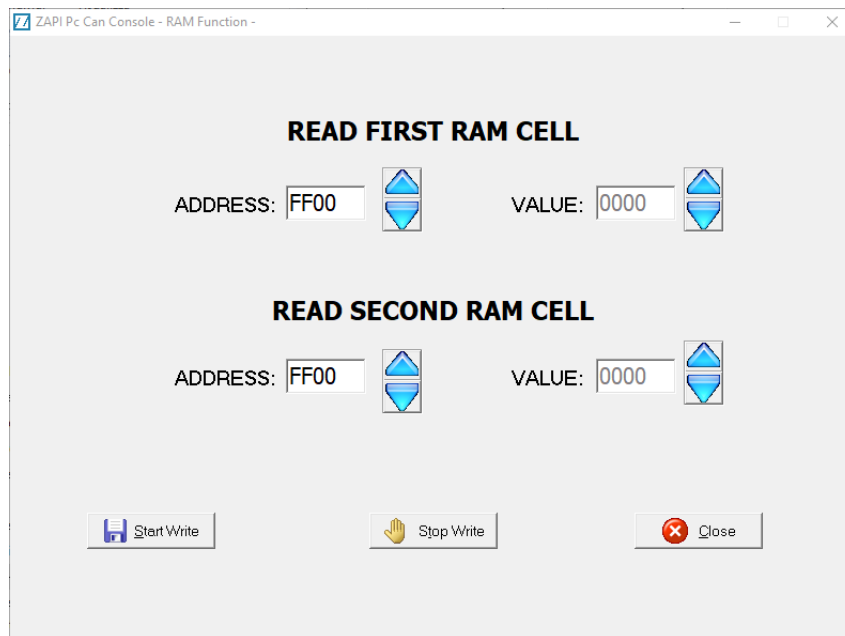 ZAPI Pc Can Console - RAM Function -
READ FIRST RAM CELL
ADDRESS: FF00 VALUE: 0000
READ SECOND RAM CELL
ADDRESS: FF00 VALUE: 0000
Start Write Stop Write Close